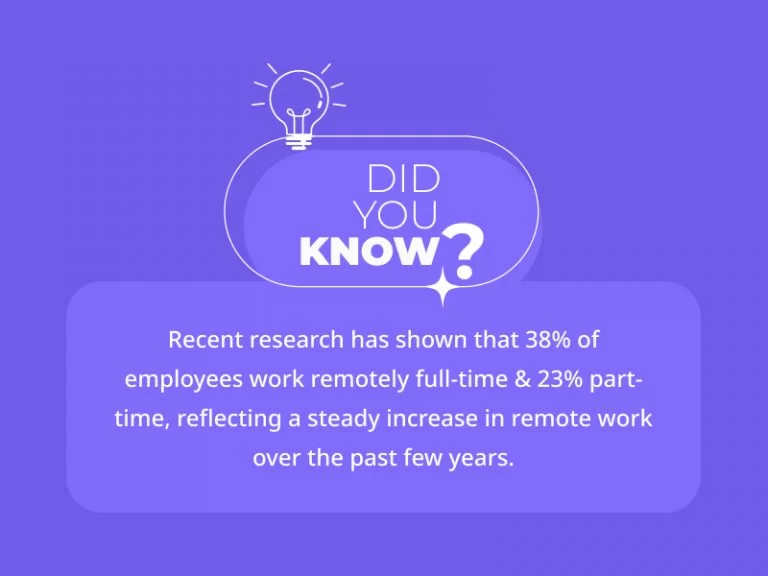 DID
YOU
KNOW?
Recent research has shown that 38% of
employees work remotely full-time & 23% part-
time, reflecting a steady increase in remote work
over the past few years.